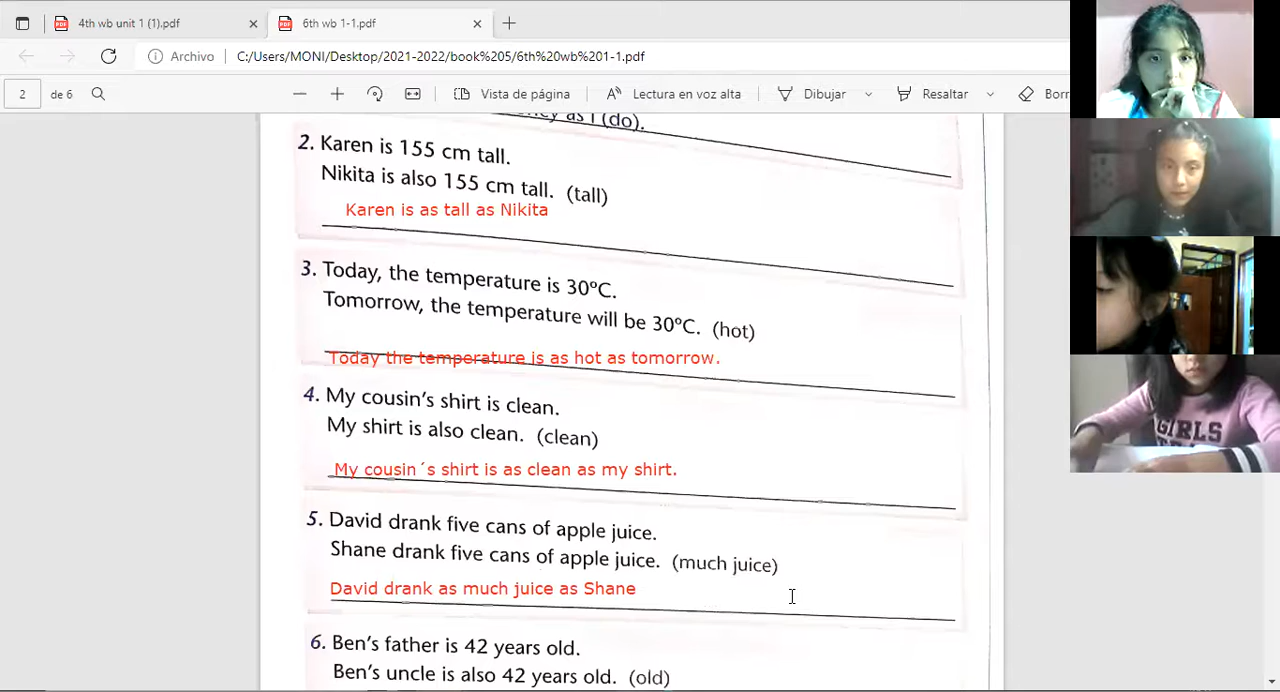 4th wb unit 1 (1).pdf
6th wb 1-1.pdf
Archivo C:/Users/MONI/Desktop/2021-2022/book%205/6th%20wb%201-1.pdf
2 de 6 Vista de página Lectura en voz alta Dibujar Resaltar Borr
as I (do).
2. Karen is 155 cm tall.
Nikita is also 155 cm tall. (tall)
Karen is as tall as Nikita
3. Today, the temperature is 30ºC.
Tomorrow, the temperature will be 30ºC. (hot)
Today the temperature is as hot as tomorrow.
4. My cousin's shirt is clean.
My shirt is also clean. (clean)
My cousin´s shirt is as clean as my shirt.
5. David drank five cans of apple juice.
Shane drank five cans of apple juice. (much juice)
David drank as much juice as Shane
6. Ben's father is 42 years old.
Ben's uncle is also 42 years old. (old)
GIRLS